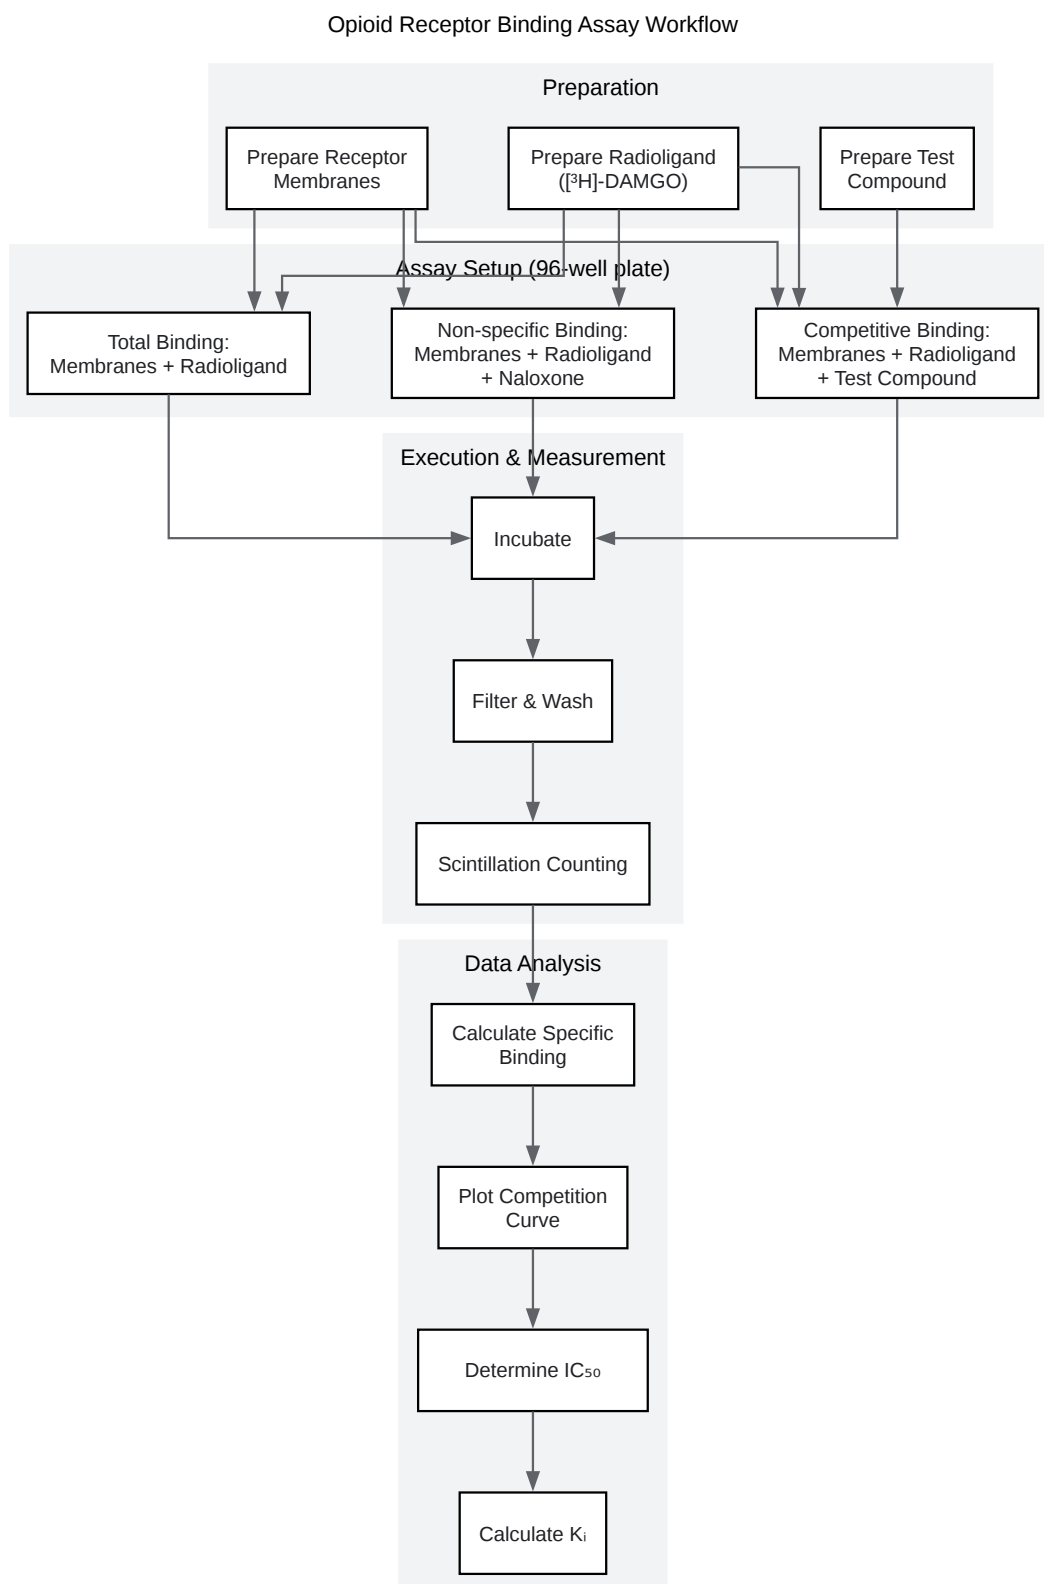 Opioid Receptor Binding Assay Workflow
Preparation
Prepare Receptor
Membranes
Prepare Radioligand
([³H]-DAMGO)
Prepare Test
Compound
Assay Setup (96-well plate)
Total Binding:
Membranes + Radioligand
Non-specific Binding:
Membranes + Radioligand
+ Naloxone
Competitive Binding:
Membranes + Radioligand
+ Test Compound
Execution & Measurement
Incubate
Filter & Wash
Scintillation Counting
Data Analysis
Calculate Specific
Binding
Plot Competition
Curve
Determine IC₅₀
Calculate Kᵢ